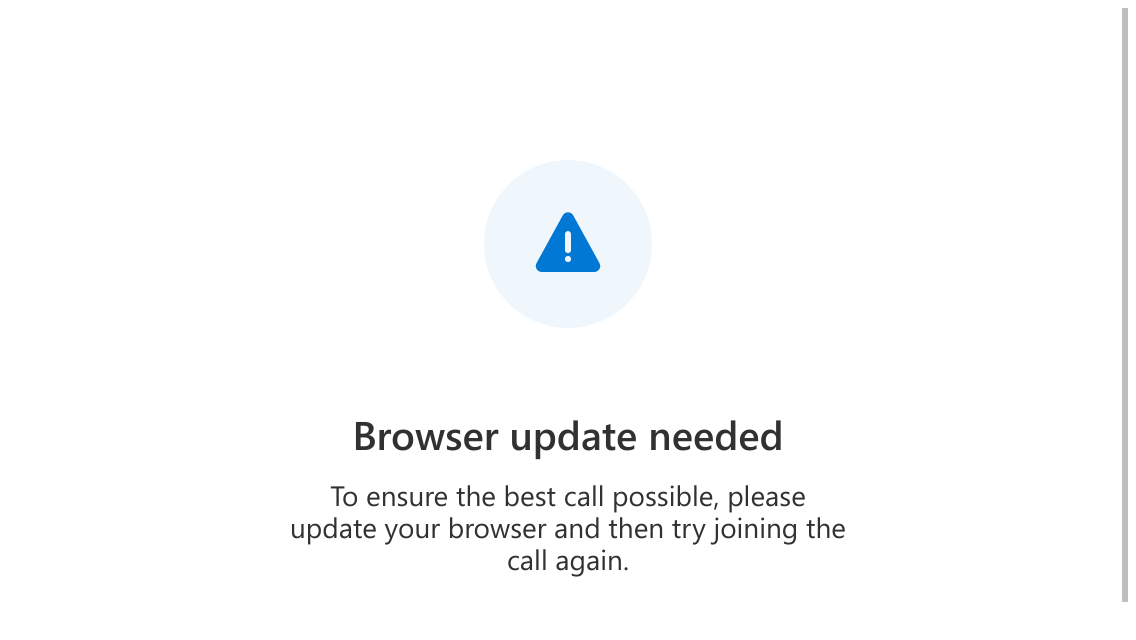 Browser update needed
To ensure the best call possible, please
update your browser and then try joining the
call again.